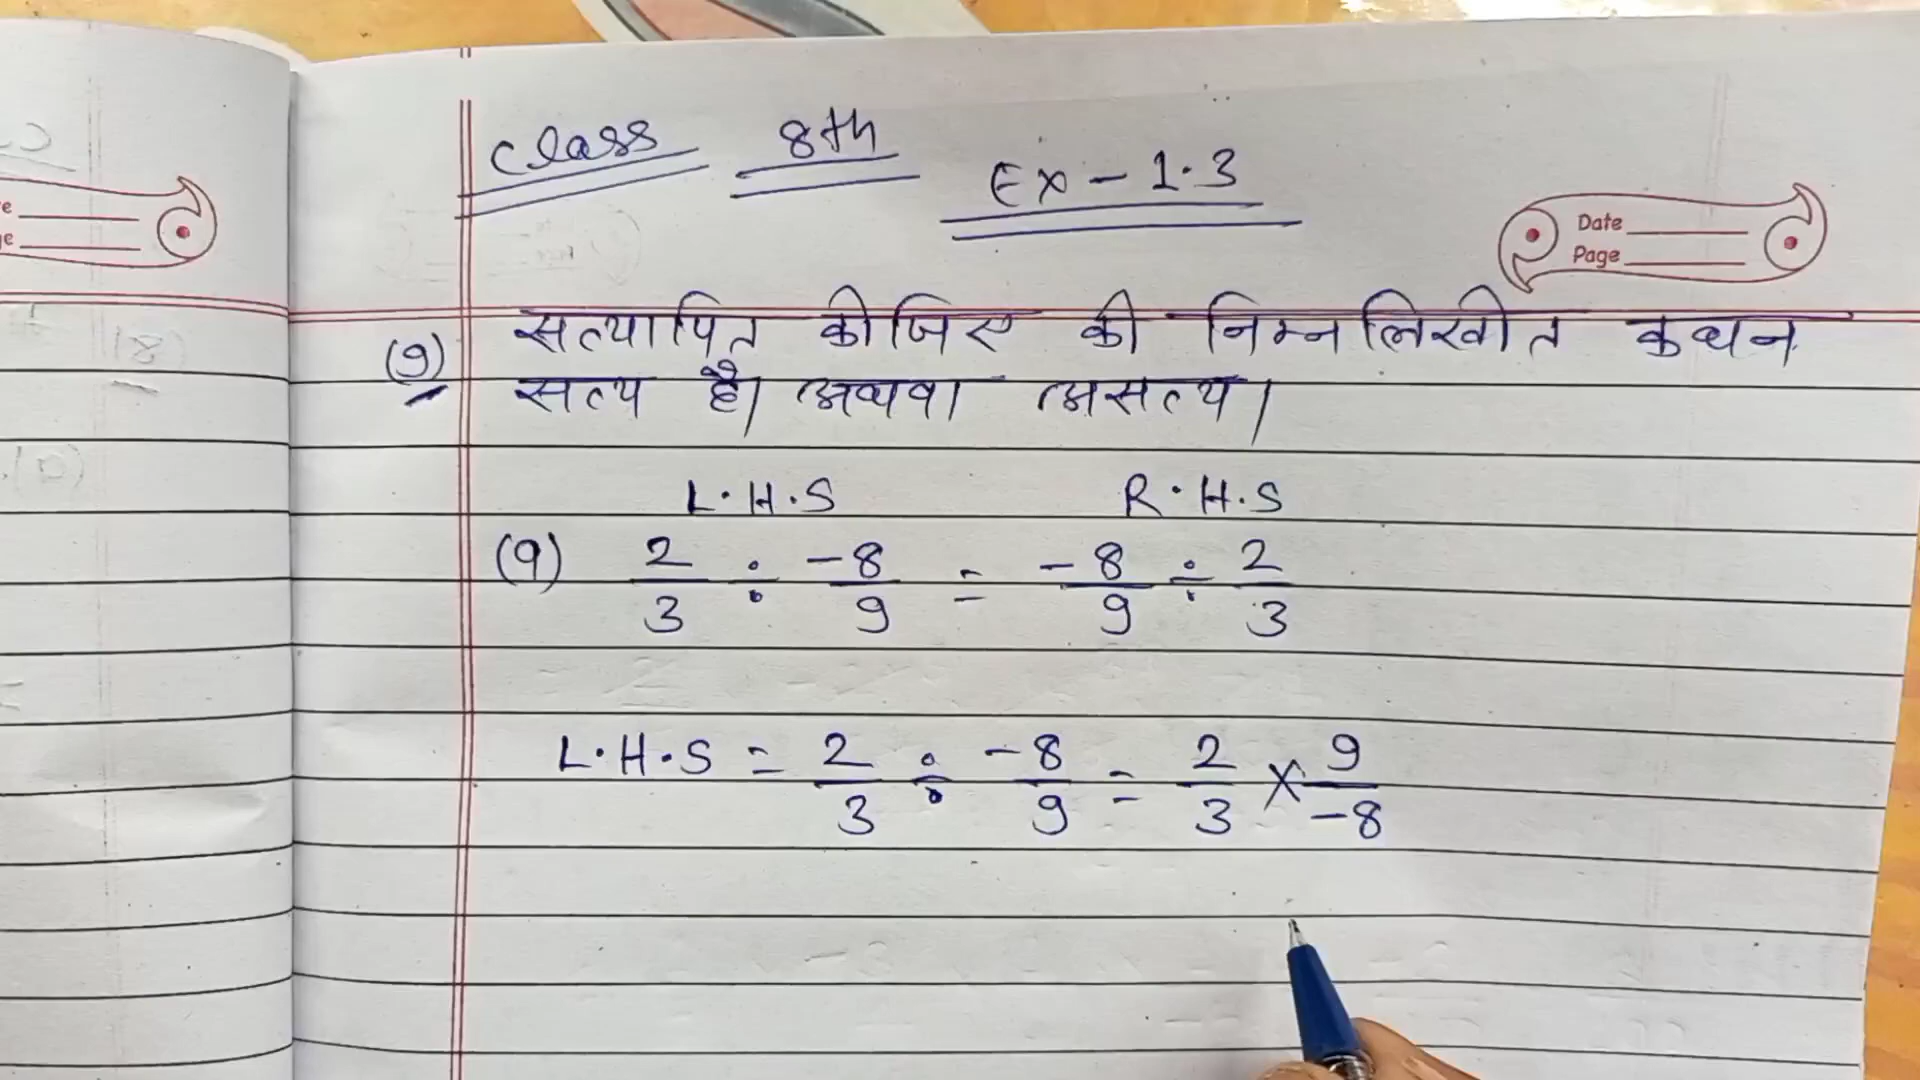 Class 8th Ex - 1.3
Date
Page
(9) सत्यापित कीजिए की निम्नलिखीत कथन
सत्य है। अथवा असत्य।
L.H.S R.H.S
(9) 2/3 ÷ -8/9 = -8/9 ÷ 2/3
L.H.S = 2/3 ÷ -8/9 = 2/3 × 9/-8